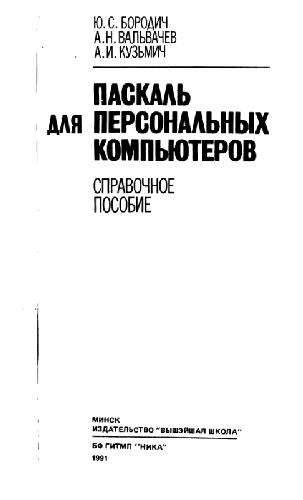 Ю. С. БОРОДИЧ
А. Н. ВАЛЬВАЧЕВ
А. И. КУЗЬМИЧ
ПАСКАЛЬ
ДЛЯ ПЕРСОНАЛЬНЫХ
КОМПЬЮТЕРОВ
СПРАВОЧНОЕ
ПОСОБИЕ
МИНСК
ИЗДАТЕЛЬСТВО "ВЫШЭЙШАЯ ШКОЛА"
БФ ГИТМП "НИКА"
1991